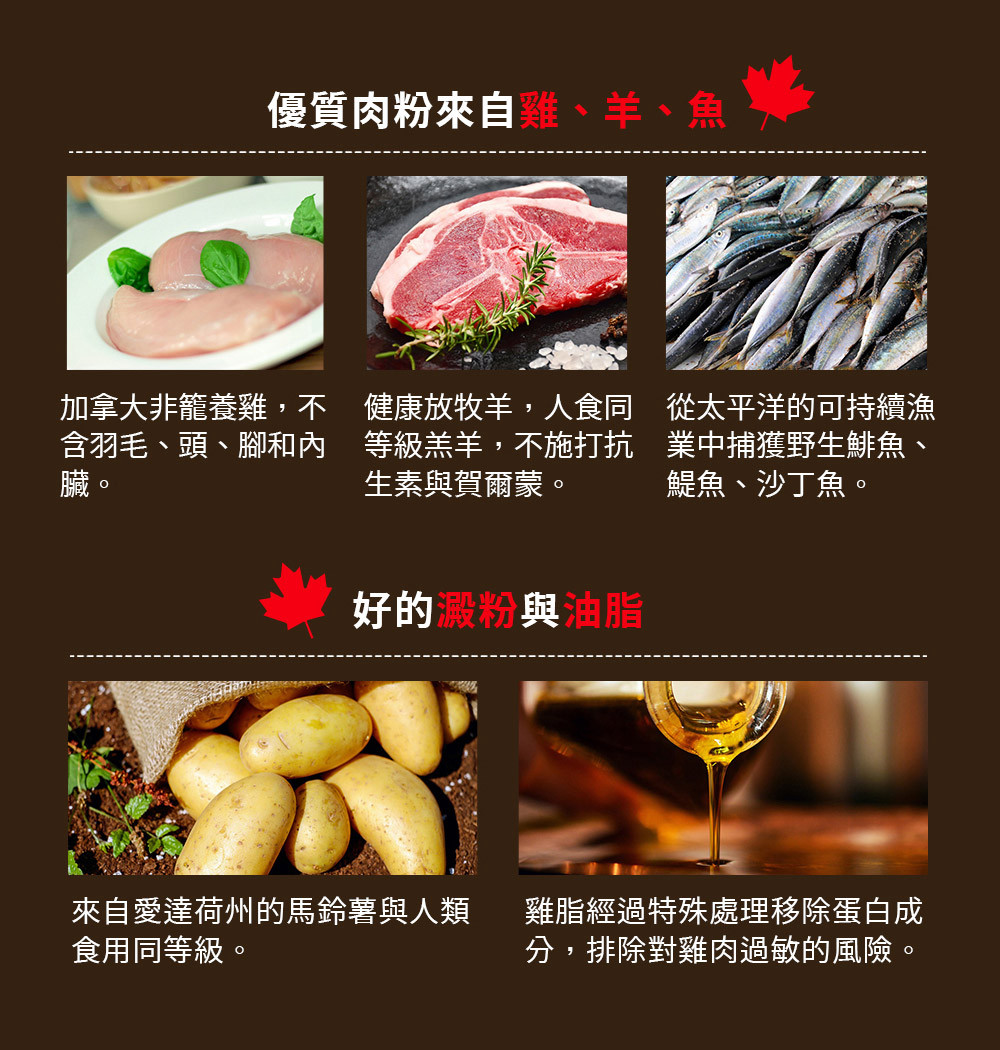 優質肉粉來自雞、羊、魚
加拿大非籠養雞，不
含羽毛、頭、腳和內
臟。
健康放牧羊，人食同
等級羔羊，不施打抗
生素與賀爾蒙。
從太平洋的可持續漁
業中捕獲野生鯡魚、
鯷魚、沙丁魚。
好的澱粉與油脂
來自愛達荷州的馬鈴薯與人類
食用同等級。
雞脂經過特殊處理移除蛋白成
分，排除對雞肉過敏的風險。